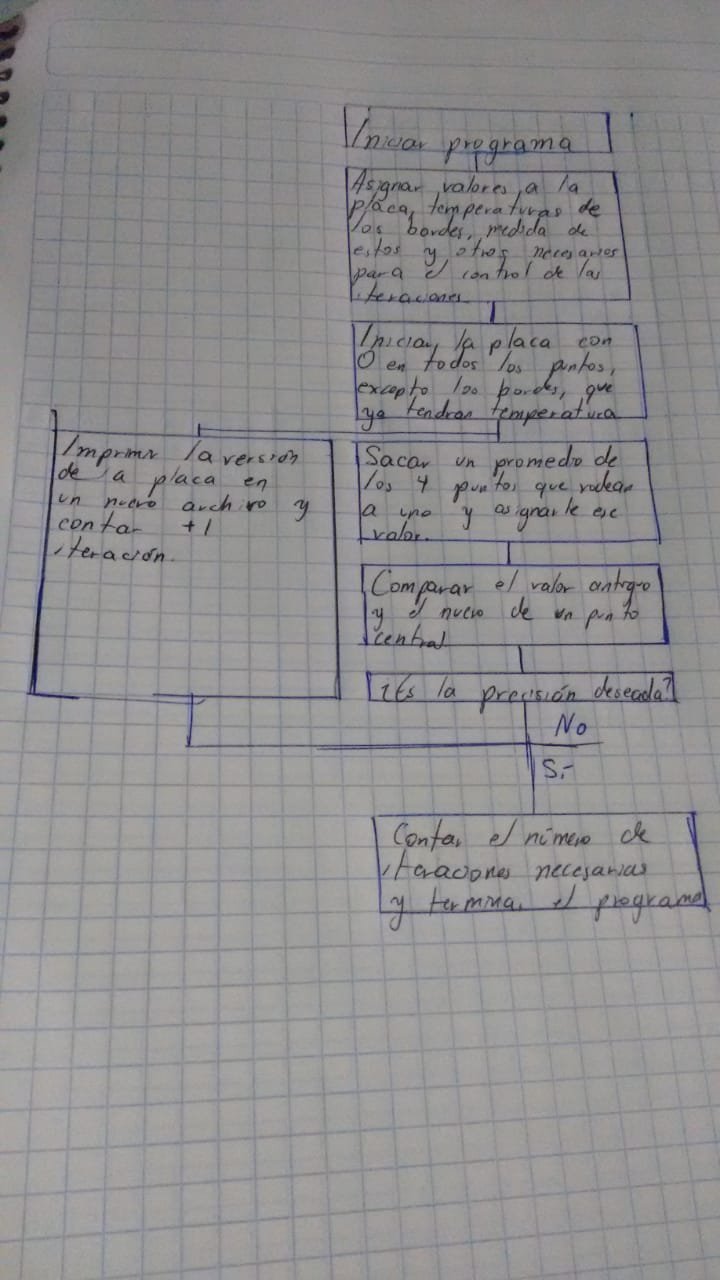 Iniciar programa
Asignar valores a la
placa, temperaturas de
los bordes, medida de
estos y otros necesarios
para el control de las
iteraciones.
Iniciar la placa con
0 en todos los puntos,
excepto los bordes, que
ya tendran temperatura
Imprimir la versión
de la placa en
un nuevo archivo y
contar +1
iteración.
Sacar un promedio de
los 4 puntos que rodean
a uno y asignarle ese
valor.
Comparar el valor antiguo
y el nuevo de un punto
central
¿Es la precisión deseada?
No
Si
Contar el número de
iteraciones necesarias
y terminar el programa